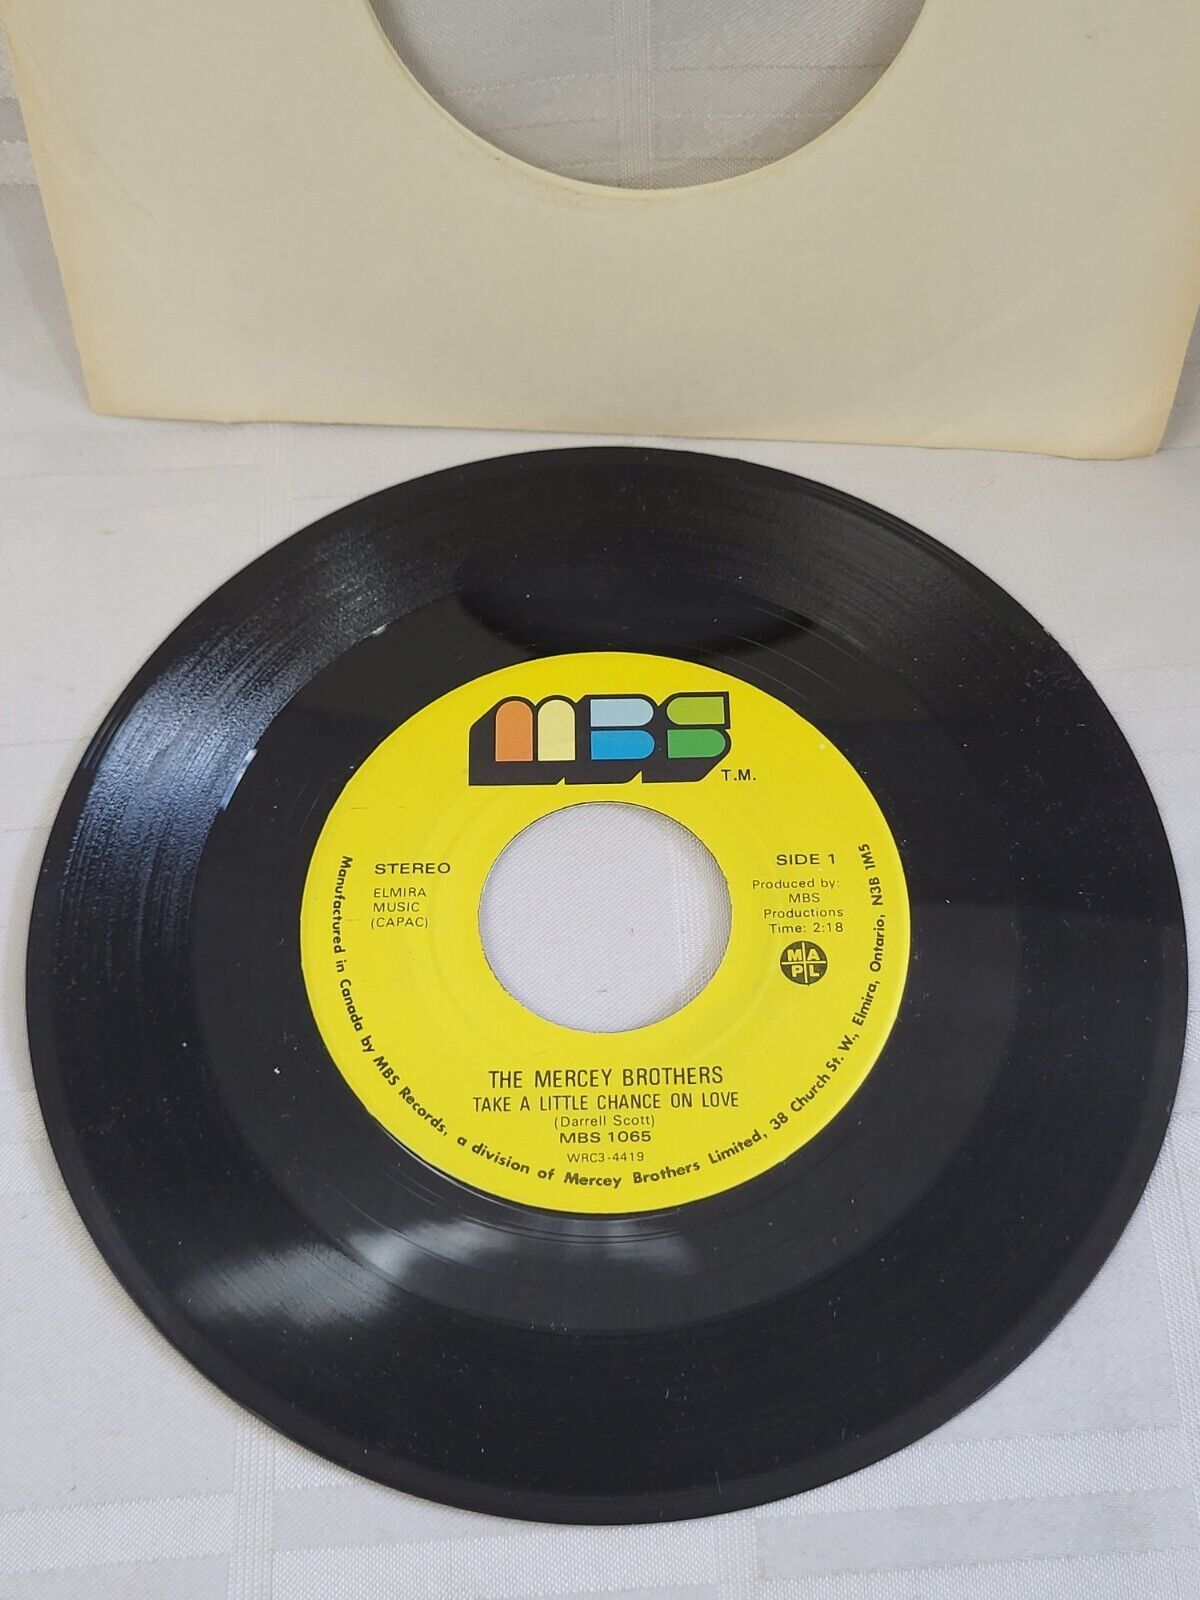 MBS
T.M.
STEREO
SIDE 1
ELMIRA
MUSIC
(CAPAC)
Produced by:
MBS
Productions
Time: 2:18
M A
P L
THE MERCEY BROTHERS
TAKE A LITTLE CHANCE ON LOVE
(Darrell Scott)
MBS 1065
WRC3-4419
Manufactured in Canada by MBS Records, a division of Mercey Brothers Limited, 38 Church St. W., Elmira, Ontario, N3B 1M5